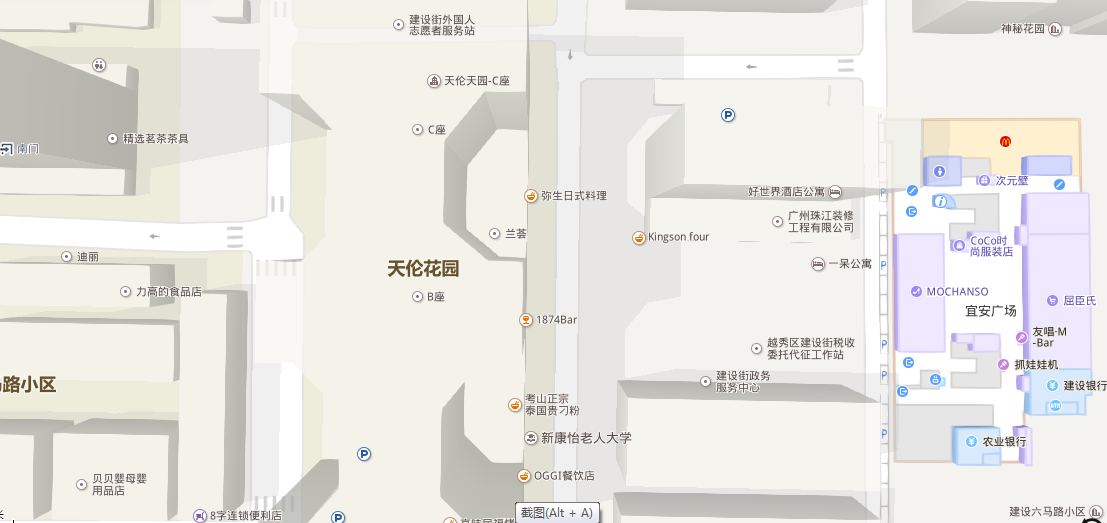 建设街外国人
志愿者服务站
神秘花园
天伦天园-C座
P
C座
精选茗茶茶具
南门
次元壁
弥生日式料理
好世界酒店公寓
广州珠江装修
工程有限公司
兰荟
Kingson four
CoCo时
尚服装店
迪丽
天伦花园
一呆公寓
P
P
P
力高的食品店
B座
MOCHANSO
屈臣氏
宜安广场
1874Bar
友唱·M
-Bar
越秀区建设街税收
委托代征工作站
P
抓娃娃机
路小区
建设街政务
服务中心
P
建设银行
ATM
考山正宗
泰国贵刁粉
新康怡老人大学
P
农业银行
P
OGGI餐饮店
贝贝婴母婴
用品店
8字连锁便利店
P
截图(Alt + A)
建设六马路小区